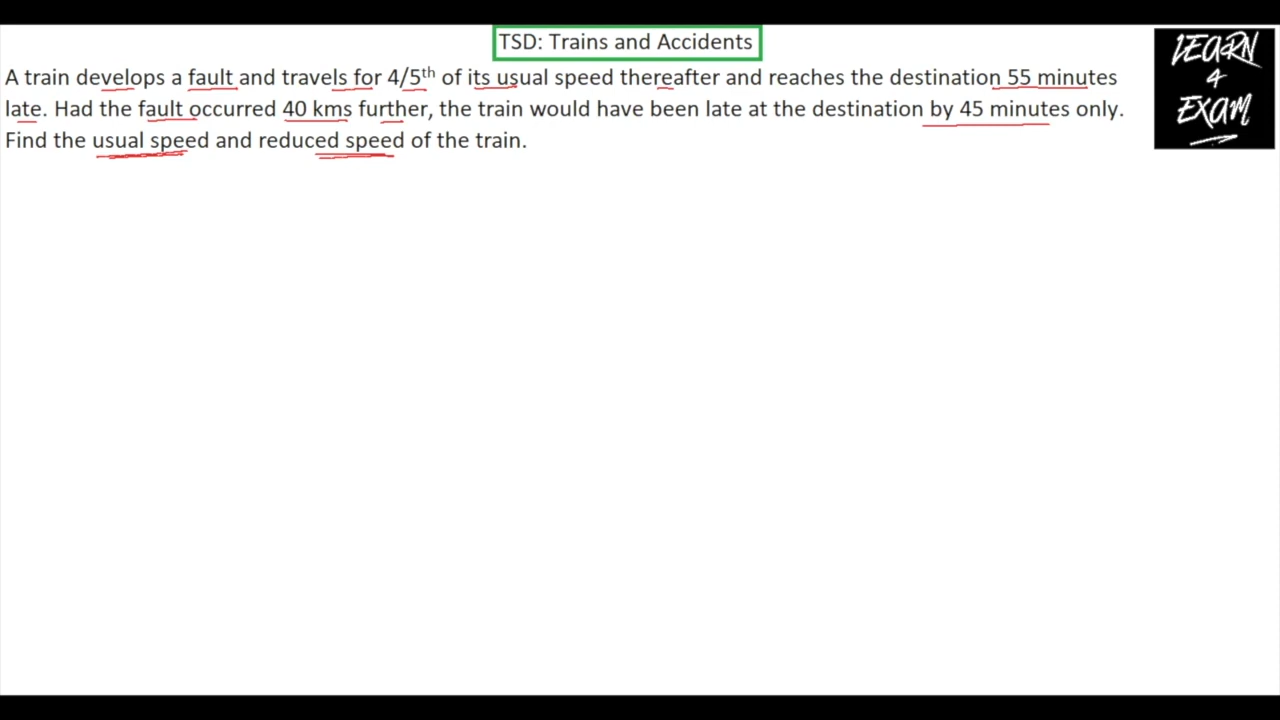 TSD: Trains and Accidents
A train develops a fault and travels for 4/5th of its usual speed thereafter and reaches the destination 55 minutes
late. Had the fault occurred 40 kms further, the train would have been late at the destination by 45 minutes only.
Find the usual speed and reduced speed of the train.
LEARN
4
EXAM